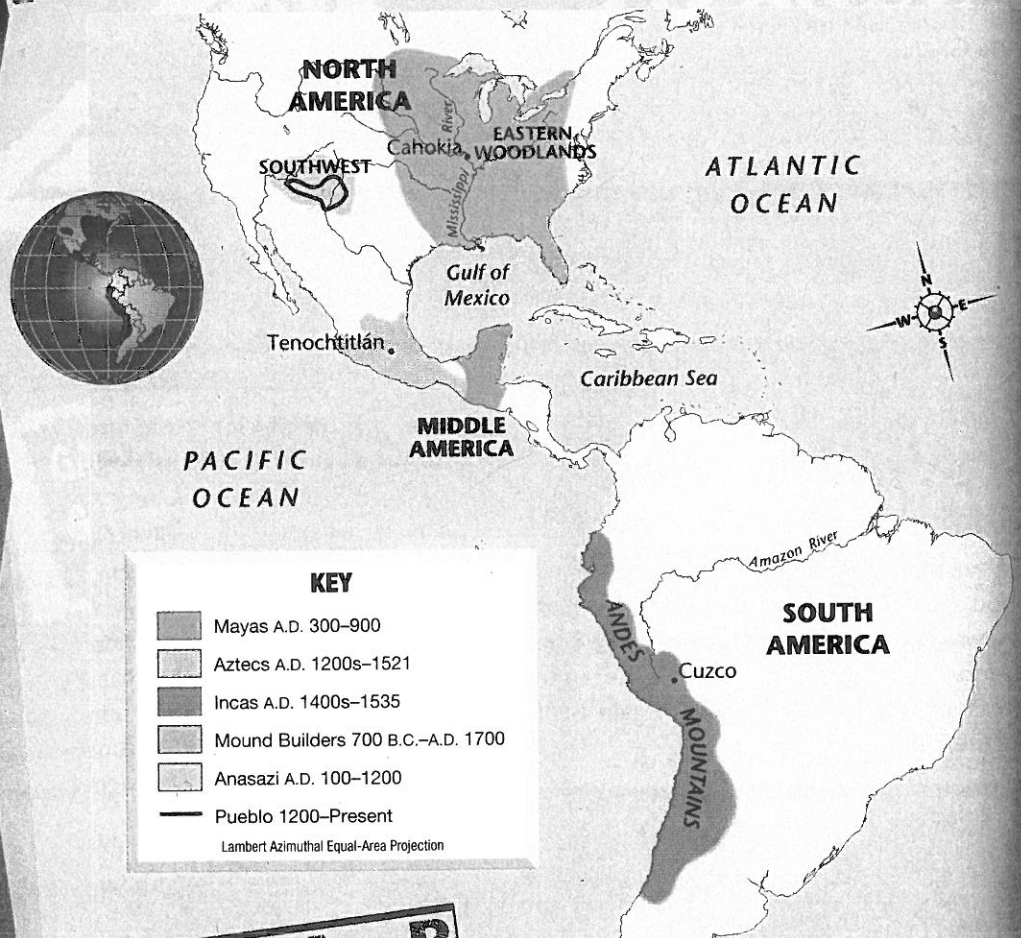 NORTH
AMERICA
Mississippi River
Cahokia
EASTERN
WOODLANDS
SOUTHWEST
ATLANTIC
OCEAN
Gulf of
Mexico
N
E
W
S
Tenochtitlán
Caribbean Sea
MIDDLE
AMERICA
PACIFIC
OCEAN
Amazon River
SOUTH
AMERICA
ANDES
MOUNTAINS
Cuzco
KEY
Mayas A.D. 300–900
Aztecs A.D. 1200s–1521
Incas A.D. 1400s–1535
Mound Builders 700 B.C.–A.D. 1700
Anasazi A.D. 100–1200
Pueblo 1200–Present
Lambert Azimuthal Equal-Area Projection